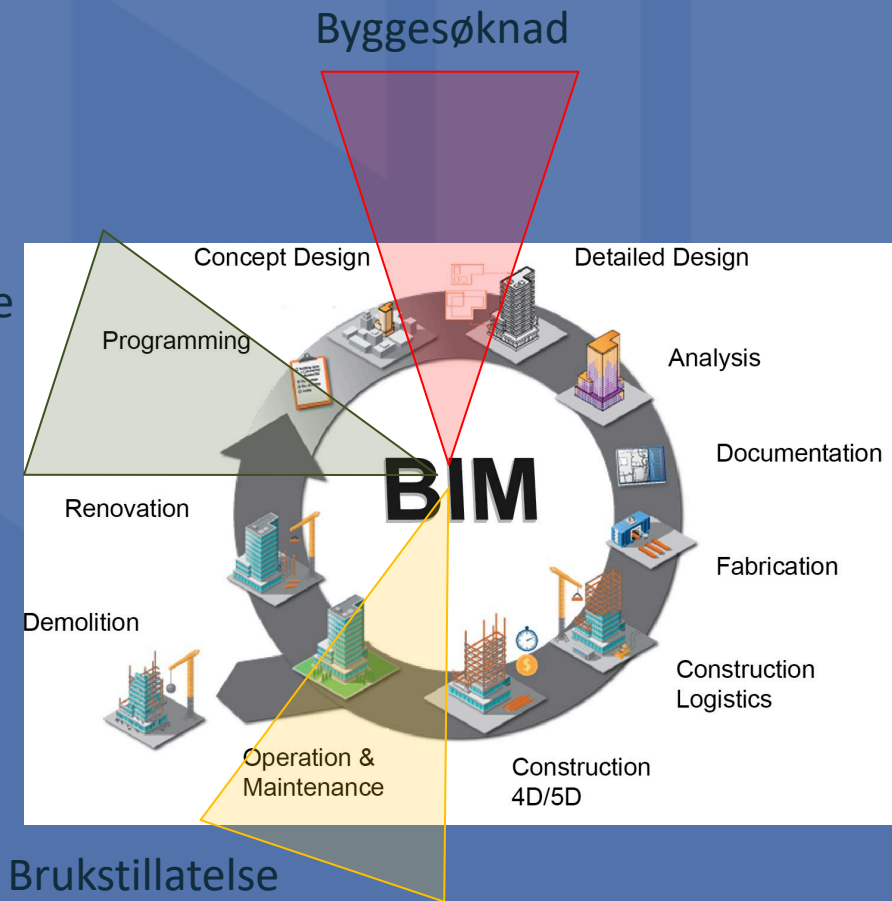 Byggesøknad
Concept Design
Detailed Design
e
Programming
Analysis
BIM
Documentation
Renovation
Fabrication
Demolition
Construction
Logistics
Operation &
Maintenance
Construction
4D/5D
Brukstillatelse